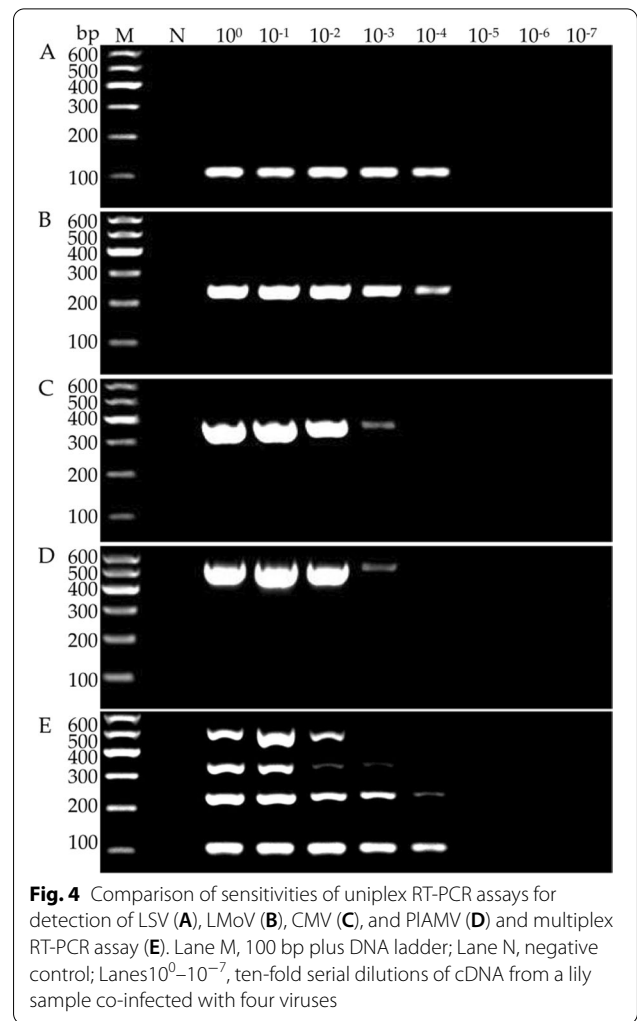 bp M N 10⁰ 10⁻¹ 10⁻² 10⁻³ 10⁻⁴ 10⁻⁵ 10⁻⁶ 10⁻⁷
A
600
500
400
300
200
100
B
600
500
400
300
200
100
C
600
500
400
300
200
100
D
600
500
400
300
200
100
E
600
500
400
300
200
100
Fig. 4 Comparison of sensitivities of uniplex RT-PCR assays for
detection of LSV (A), LMoV (B), CMV (C), and PlAMV (D) and multiplex
RT-PCR assay (E). Lane M, 100 bp plus DNA ladder; Lane N, negative
control; Lanes10⁰–10⁻⁷, ten-fold serial dilutions of cDNA from a lily
sample co-infected with four viruses